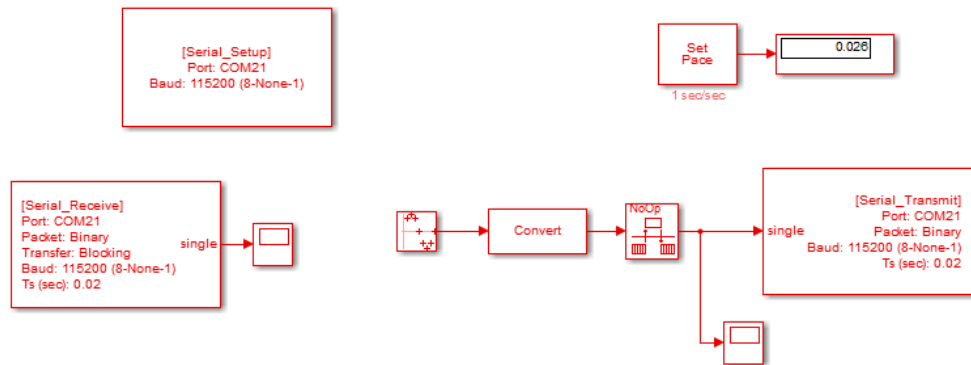 [Serial_Setup]
Port: COM21
Baud: 115200 (8-None-1)
Set
Pace
0.026
1 sec/sec
[Serial_Receive]
Port: COM21
Packet: Binary
Transfer: Blocking
Baud: 115200 (8-None-1)
Ts (sec): 0.02
single
Convert
NoOp
single
[Serial_Transmit]
Port: COM21
Packet: Binary
Baud: 115200 (8-None-1)
Ts (sec): 0.02